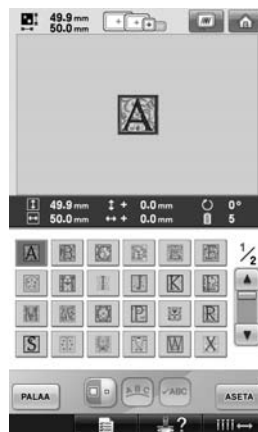 49.9 mm
50.0 mm
A
49.9 mm + 0.0 mm 0°
50.0 mm + 0.0 mm 5
A B C D E F
G H I J K L
M N O P Q R
S T U V W X
1/2
PALAA ABC ABC ASETA
?